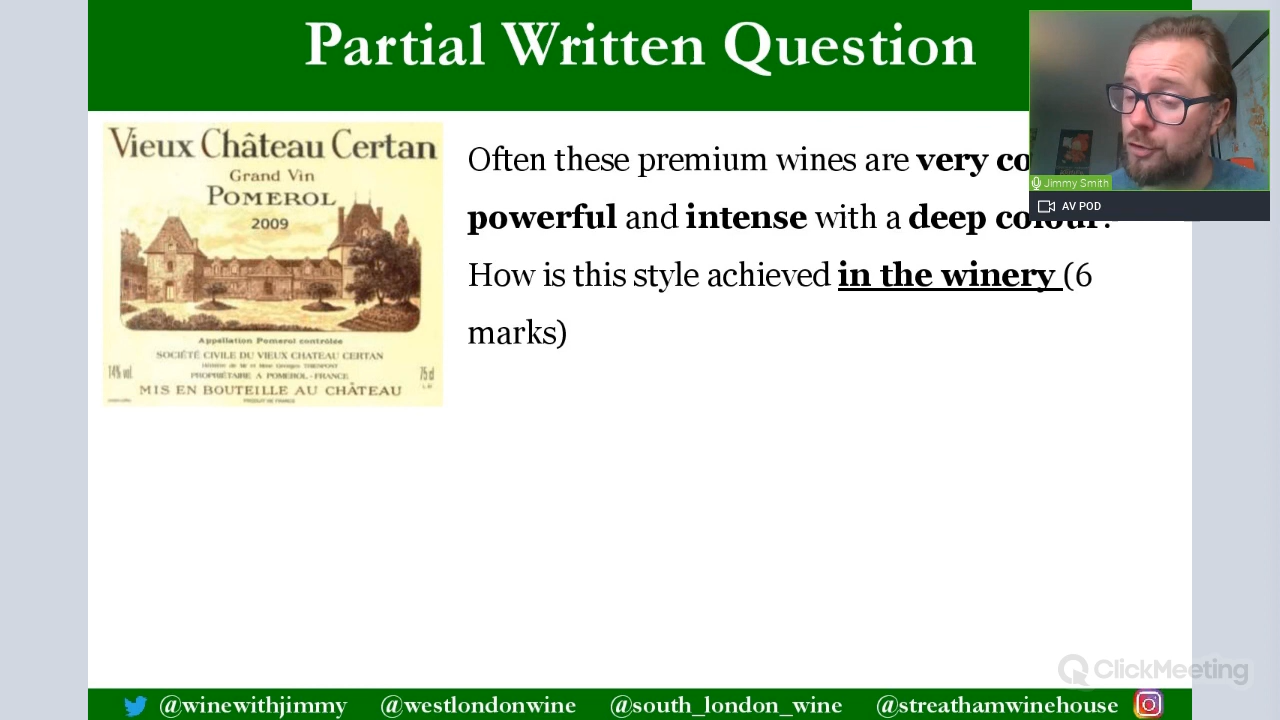 Partial Written Question
Vieux Château Certan
Grand Vin
POMEROL
2009
Appellation Pomerol contrôlée
SOCIÉTÉ CIVILE DU VIEUX CHATEAU CERTAN
PROPRIÉTAIRE A POMEROL - FRANCE
14% vol.
75 cl
MIS EN BOUTEILLE AU CHÂTEAU
PRODUIT DE FRANCE
Often these premium wines are very co
powerful and intense with a deep colour.
How is this style achieved in the winery (6
marks)
Jimmy Smith
AV POD
ClickMeeting
@winewithjimmy @westlondonwine @south_london_wine @streathamwinehouse